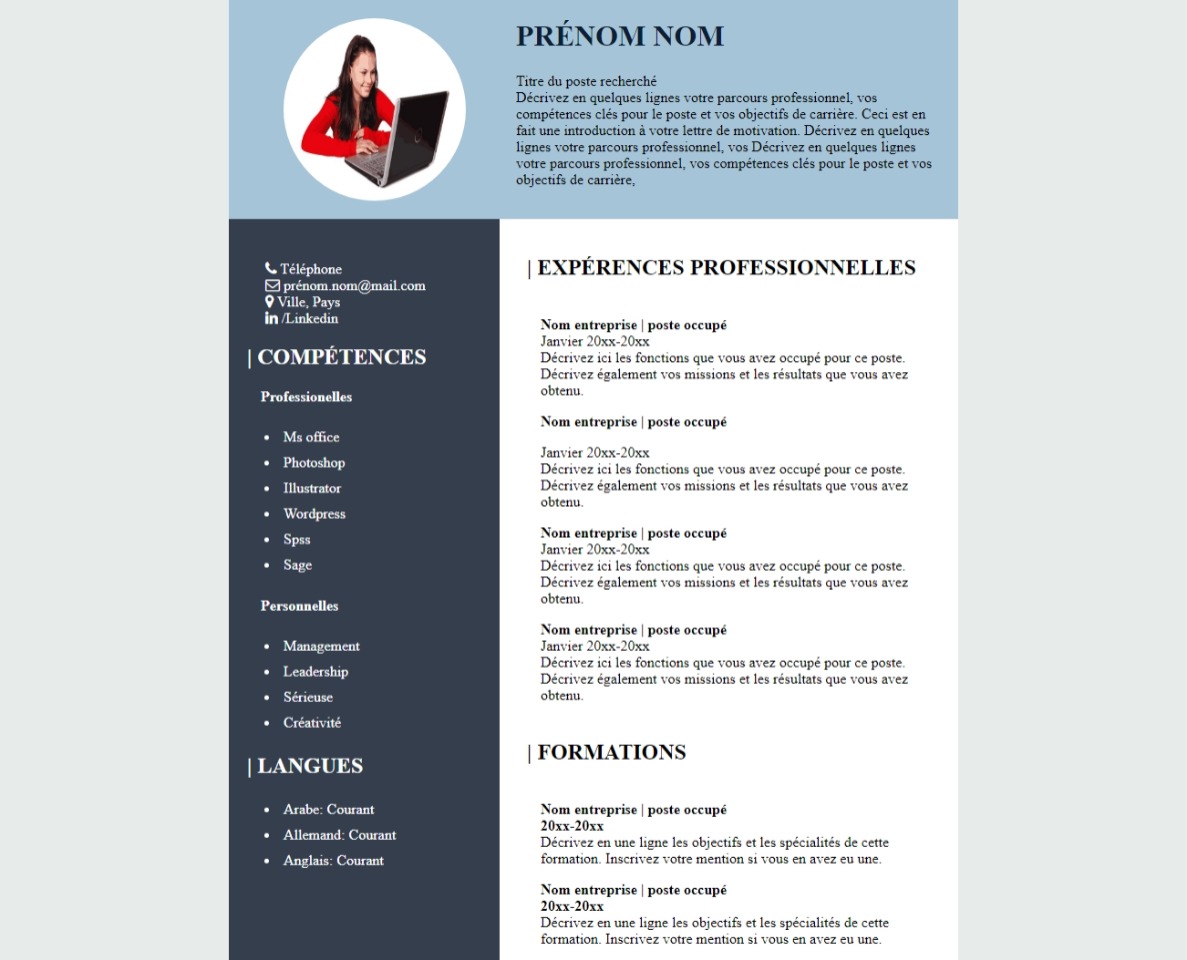 PRÉNOM NOM
Titre du poste recherché
Décrivez en quelques lignes votre parcours professionnel, vos
compétences clés pour le poste et vos objectifs de carrière. Ceci est en
fait une introduction à votre lettre de motivation. Décrivez en quelques
lignes votre parcours professionnel, vos Décrivez en quelques lignes
votre parcours professionnel, vos compétences clés pour le poste et vos
objectifs de carrière,
Téléphone
prénom.nom@mail.com
Ville, Pays
in /Linkedin
| COMPÉTENCES
Professionelles
• Ms office
• Photoshop
• Illustrator
• Wordpress
• Spss
• Sage
Personnelles
• Management
• Leadership
• Sérieuse
• Créativité
| LANGUES
• Arabe: Courant
• Allemand: Courant
• Anglais: Courant
| EXPÉRENCES PROFESSIONNELLES
Nom entreprise | poste occupé
Janvier 20xx-20xx
Décrivez ici les fonctions que vous avez occupé pour ce poste.
Décrivez également vos missions et les résultats que vous avez
obtenu.
Nom entreprise | poste occupé
Janvier 20xx-20xx
Décrivez ici les fonctions que vous avez occupé pour ce poste.
Décrivez également vos missions et les résultats que vous avez
obtenu.
Nom entreprise | poste occupé
Janvier 20xx-20xx
Décrivez ici les fonctions que vous avez occupé pour ce poste.
Décrivez également vos missions et les résultats que vous avez
obtenu.
Nom entreprise | poste occupé
Janvier 20xx-20xx
Décrivez ici les fonctions que vous avez occupé pour ce poste.
Décrivez également vos missions et les résultats que vous avez
obtenu.
| FORMATIONS
Nom entreprise | poste occupé
20xx-20xx
Décrivez en une ligne les objectifs et les spécialités de cette
formation. Inscrivez votre mention si vous en avez eu une.
Nom entreprise | poste occupé
20xx-20xx
Décrivez en une ligne les objectifs et les spécialités de cette
formation. Inscrivez votre mention si vous en avez eu une.